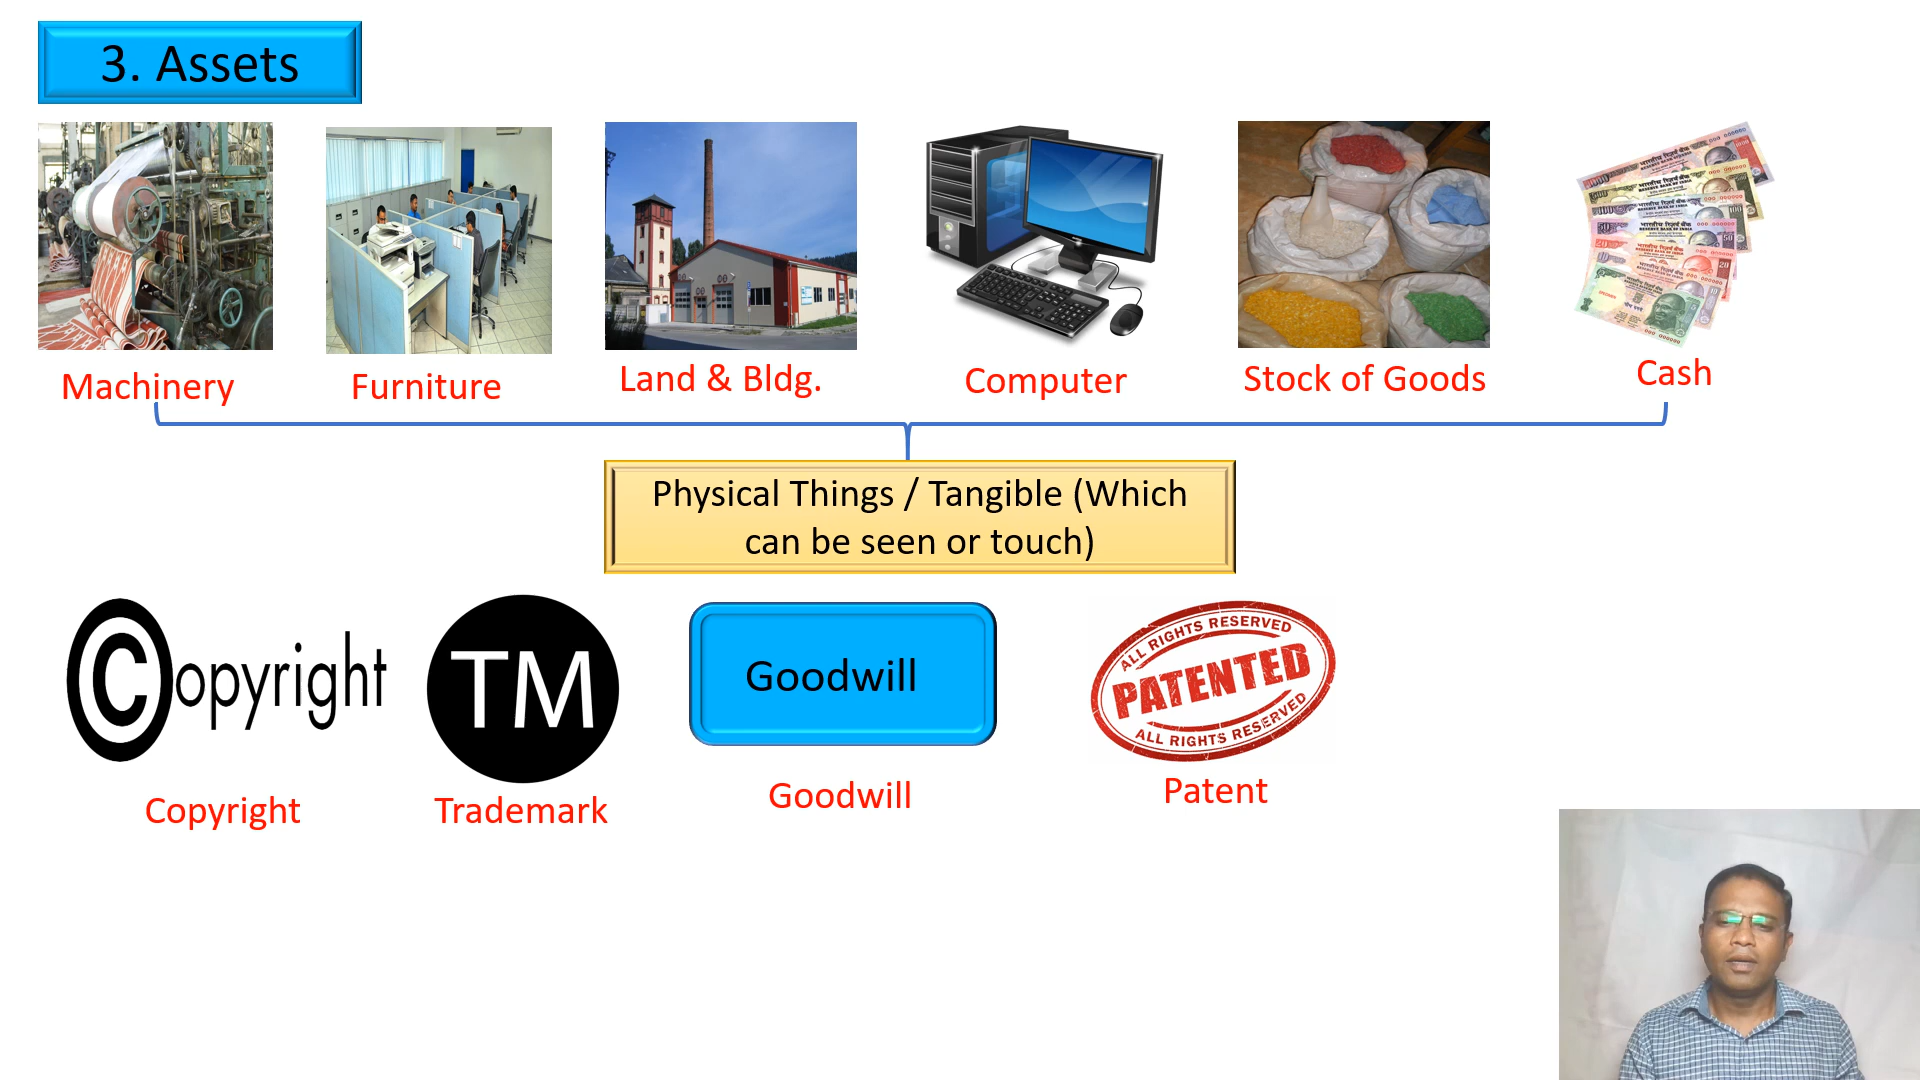 3. Assets
Machinery
Furniture
Land & Bldg.
Computer
Stock of Goods
Cash
Physical Things / Tangible (Which
can be seen or touch)
Copyright
TM
Goodwill
ALL RIGHTS RESERVED
PATENTED
ALL RIGHTS RESERVED
Copyright
Trademark
Goodwill
Patent